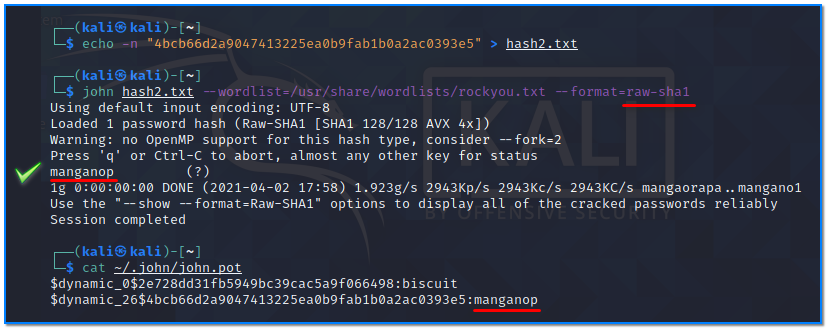 (kali㉿kali)-[~]
$ echo -n "4bcb66d2a9047413225ea0b9fab1b0a2ac0393e5" > hash2.txt
(kali㉿kali)-[~]
$ john hash2.txt --wordlist=/usr/share/wordlists/rockyou.txt --format=raw-sha1
Using default input encoding: UTF-8
Loaded 1 password hash (Raw-SHA1 [SHA1 128/128 AVX 4x])
Warning: no OpenMP support for this hash type, consider --fork=2
Press 'q' or Ctrl-C to abort, almost any other key for status
manganop         (?)
1g 0:00:00:00 DONE (2021-04-02 17:58) 1.923g/s 2943Kp/s 2943Kc/s 2943KC/s mangaorapa..mangano1
Use the "--show --format=Raw-SHA1" options to display all of the cracked passwords reliably
Session completed
(kali㉿kali)-[~]
$ cat ~/.john/john.pot
$dynamic_0$2e728dd31fb5949bc39cac5a9f066498:biscuit
$dynamic_26$4bcb66d2a9047413225ea0b9fab1b0a2ac0393e5:manganop
KALI
BY OFFENSIVE SECURITY